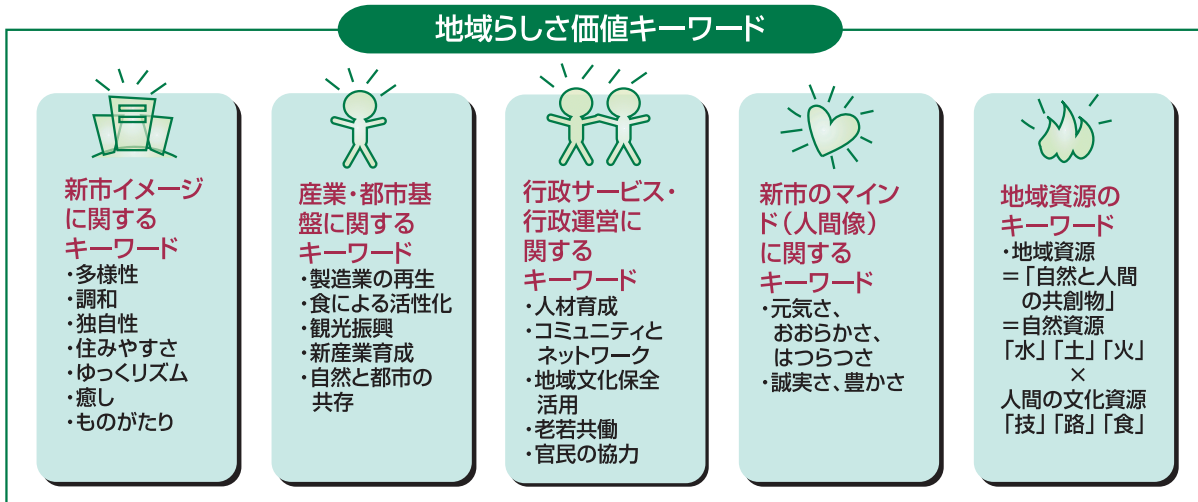 地域らしさ価値キーワード
新市イメージ
に関する
キーワード
・多様性
・調和
・独自性
・住みやすさ
・ゆっくリズム
・癒し
・ものがたり
産業・都市基
盤に関する
キーワード
・製造業の再生
・食による活性化
・観光振興
・新産業育成
・自然と都市の
共存
行政サービス・
行政運営に
関する
キーワード
・人材育成
・コミュニティと
ネットワーク
・地域文化保全
活用
・老若共働
・官民の協力
新市のマイン
ド（人間像）
に関する
キーワード
・元気さ、
おおらかさ、
はつらつさ
・誠実さ、豊かさ
地域資源の
キーワード
・地域資源
＝「自然と人間
の共創物」
＝自然資源
「水」「土」「火」
×
人間の文化資源
「技」「路」「食」